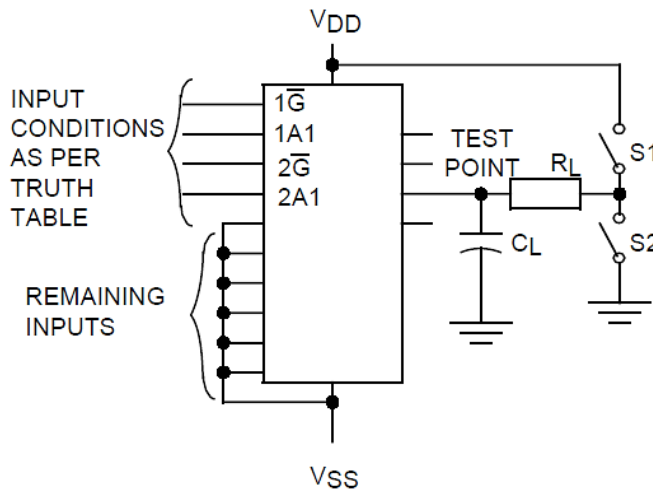 VDD
INPUT
CONDITIONS
AS PER
TRUTH
TABLE
1G̅
1A1
2G̅
2A1
TEST
POINT
RL
S1
CL
S2
REMAINING
INPUTS
VSS